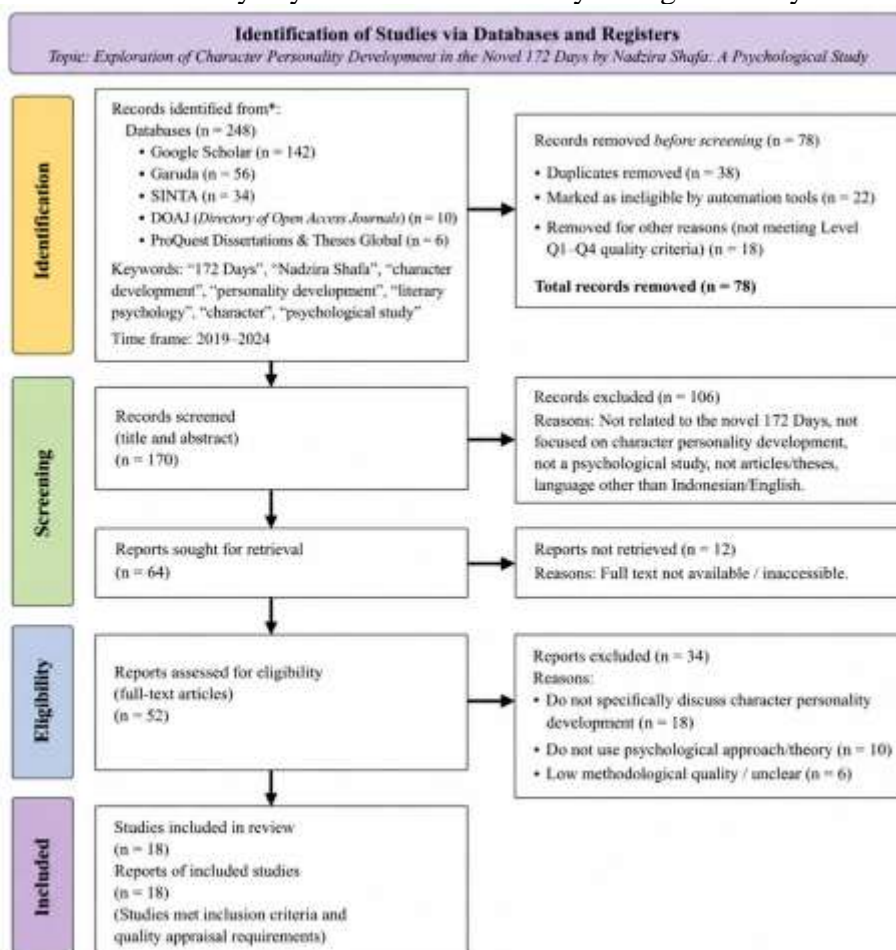 Identification of Studies via Databases and Registers
Topic: Exploration of Character Personality Development in the Novel 172 Days by Nadzira Shafa: A Psychological Study
Identification
Records identified from*:
Databases (n = 248)
• Google Scholar (n = 142)
• Garuda (n = 56)
• SINTA (n = 34)
• DOAJ (Directory of Open Access Journals) (n = 10)
• ProQuest Dissertations & Theses Global (n = 6)
Keywords: “172 Days”, “Nadzira Shafa”, “character
development”, “personality development”, “literary
psychology”, “character”, “psychological study”
Time frame: 2019–2024
Records removed before screening (n = 78)
• Duplicates removed (n = 38)
• Marked as ineligible by automation tools (n = 22)
• Removed for other reasons (not meeting Level
Q1–Q4 quality criteria) (n = 18)
Total records removed (n = 78)
Screening
Records screened
(title and abstract)
(n = 170)
Records excluded (n = 106)
Reasons: Not related to the novel 172 Days, not
focused on character personality development,
not a psychological study, not articles/theses,
language other than Indonesian/English.
Reports sought for retrieval
(n = 64)
Reports not retrieved (n = 12)
Reasons: Full text not available / inaccessible.
Eligibility
Reports assessed for eligibility
(full-text articles)
(n = 52)
Reports excluded (n = 34)
Reasons:
• Do not specifically discuss character personality
development (n = 18)
• Do not use psychological approach/theory (n = 10)
• Low methodological quality / unclear (n = 6)
Included
Studies included in review
(n = 18)
Reports of included studies
(n = 18)
(Studies met inclusion criteria and
quality appraisal requirements)